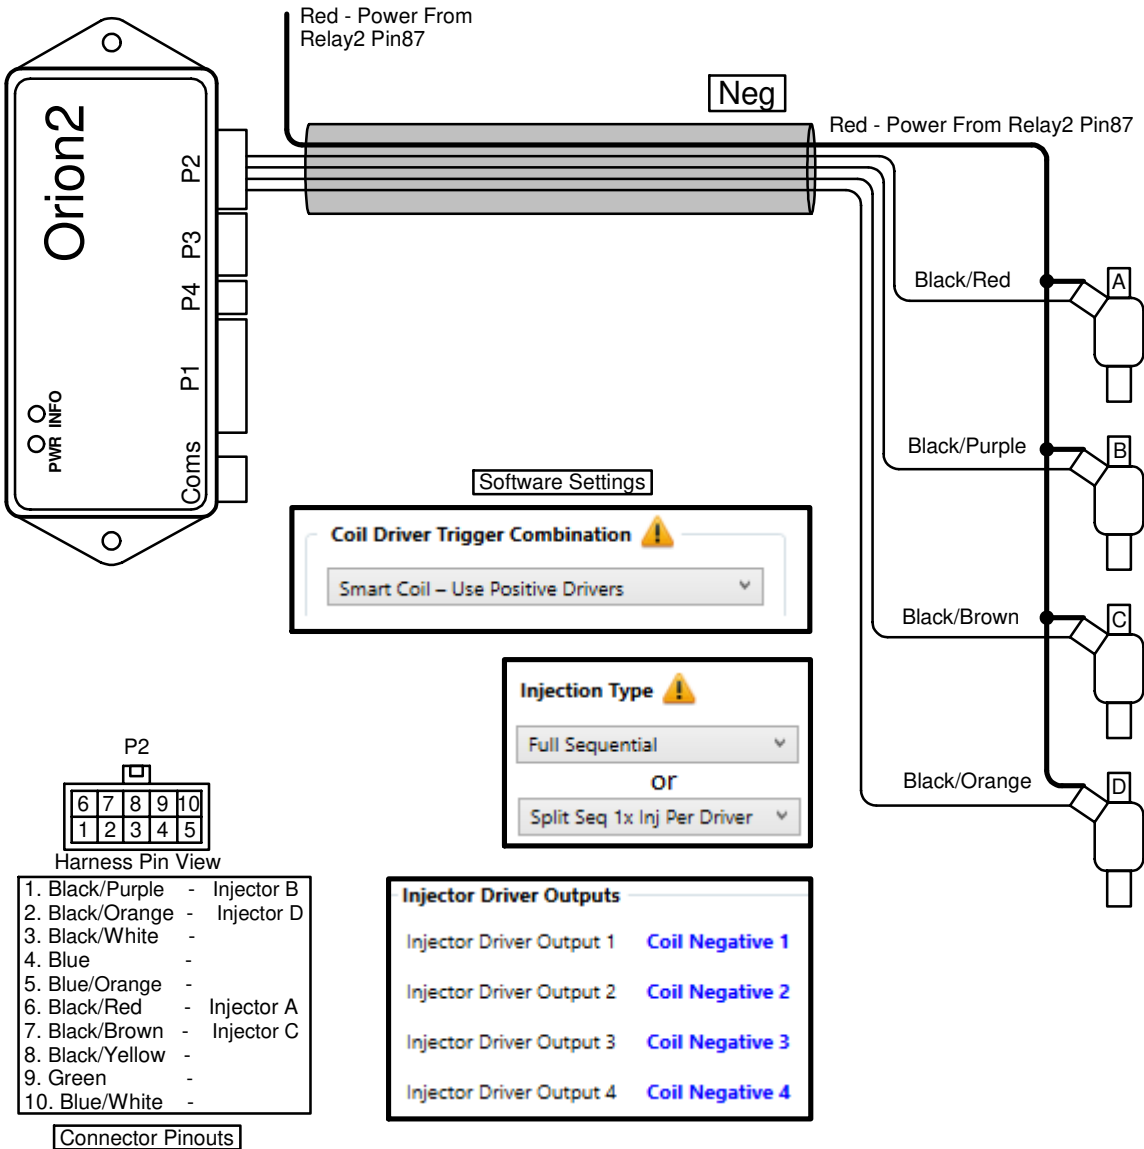 Red - Power From
Relay2 Pin87
Neg
Red - Power From Relay2 Pin87
Orion2
P2
P3
P4
P1
Coms
PWR INFO
Black/Red
A
Black/Purple
B
Black/Brown
C
Black/Orange
D
Software Settings
Coil Driver Trigger Combination
Smart Coil – Use Positive Drivers
Injection Type
Full Sequential
or
Split Seq 1x Inj Per Driver
P2
6 7 8 9 10
1 2 3 4 5
Harness Pin View
1. Black/Purple - Injector B
2. Black/Orange - Injector D
3. Black/White -
4. Blue -
5. Blue/Orange -
6. Black/Red - Injector A
7. Black/Brown - Injector C
8. Black/Yellow -
9. Green -
10. Blue/White -
Connector Pinouts
Injector Driver Outputs
Injector Driver Output 1 Coil Negative 1
Injector Driver Output 2 Coil Negative 2
Injector Driver Output 3 Coil Negative 3
Injector Driver Output 4 Coil Negative 4